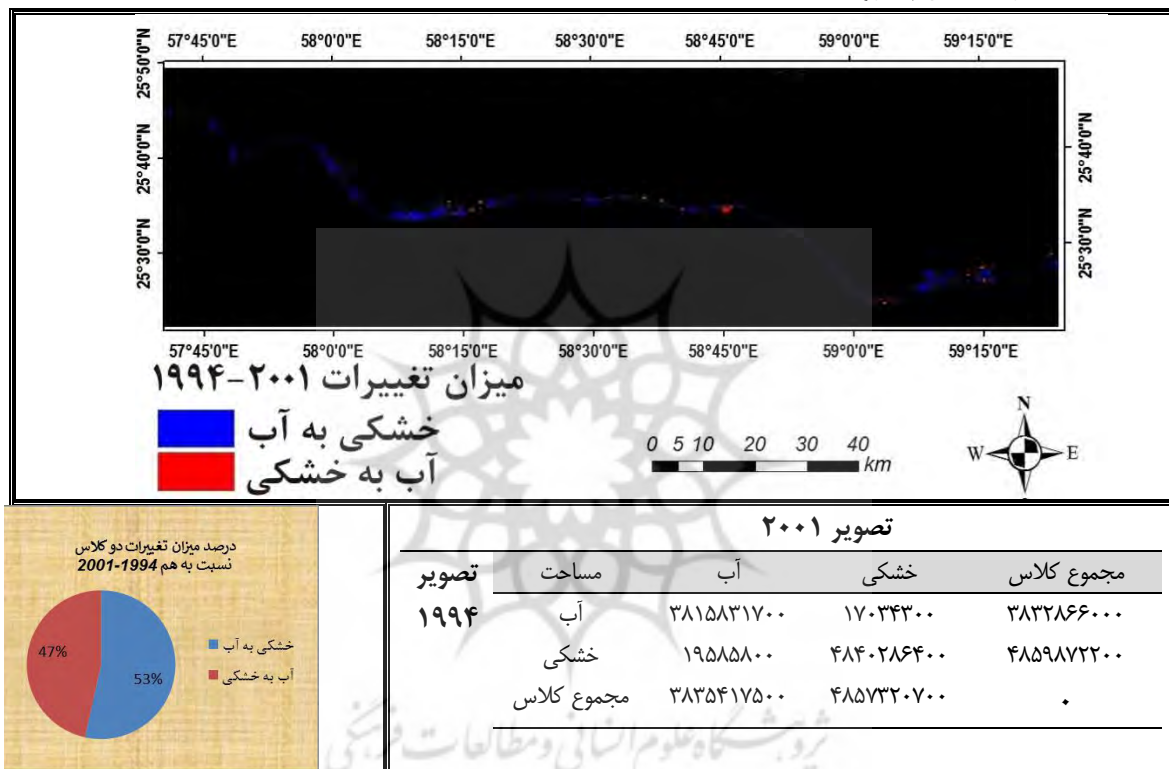 57°45'0"E 58°0'0"E 58°15'0"E 58°30'0"E 58°45'0"E 59°0'0"E 59°15'0"E
25°50'0"N
25°40'0"N
25°30'0"N
25°40'0"N
25°30'0"N
57°45'0"E 58°0'0"E 58°15'0"E 58°30'0"E 58°45'0"E 59°0'0"E 59°15'0"E
میزان تغییرات ۲۰۰۱-۱۹۹۴
خشکی به آب
آب به خشکی
0 5 10 20 30 40
km
N
W E
درصد میزان تغییرات دو کلاس
نسبت به هم 1994-2001
47%
53%
خشکی به آب
آب به خشکی
تصویر ۲۰۰۱
تصویر مساحت آب خشکی مجموع کلاس
۱۹۹۴ آب ۳۸۱۵۸۳۱۷۰۰ ۱۷۰۳۴۳۰۰ ۳۸۳۲۸۶۶۰۰۰
خشکی ۱۹۵۸۵۸۰۰ ۴۸۴۰۲۸۶۴۰۰ ۴۸۵۹۸۷۲۲۰۰
مجموع کلاس ۳۸۳۵۴۱۷۵۰۰ ۴۸۵۷۳۲۰۷۰۰ ۰
پژوهشگاه علوم انسانی و مطالعات فرهنگی